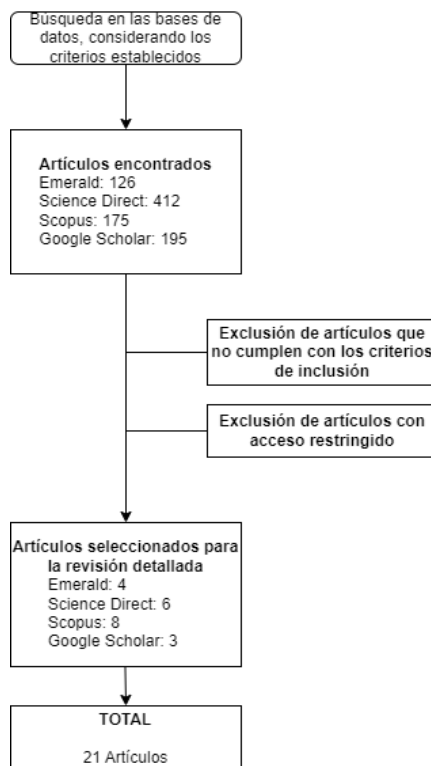 Búsqueda en las bases de
datos, considerando los
criterios establecidos
Artículos encontrados
Emerald: 126
Science Direct: 412
Scopus: 175
Google Scholar: 195
Exclusión de artículos que
no cumplen con los criterios
de inclusión
Exclusión de artículos con
acceso restringido
Artículos seleccionados para
la revisión detallada
Emerald: 4
Science Direct: 6
Scopus: 8
Google Scholar: 3
TOTAL
21 Artículos